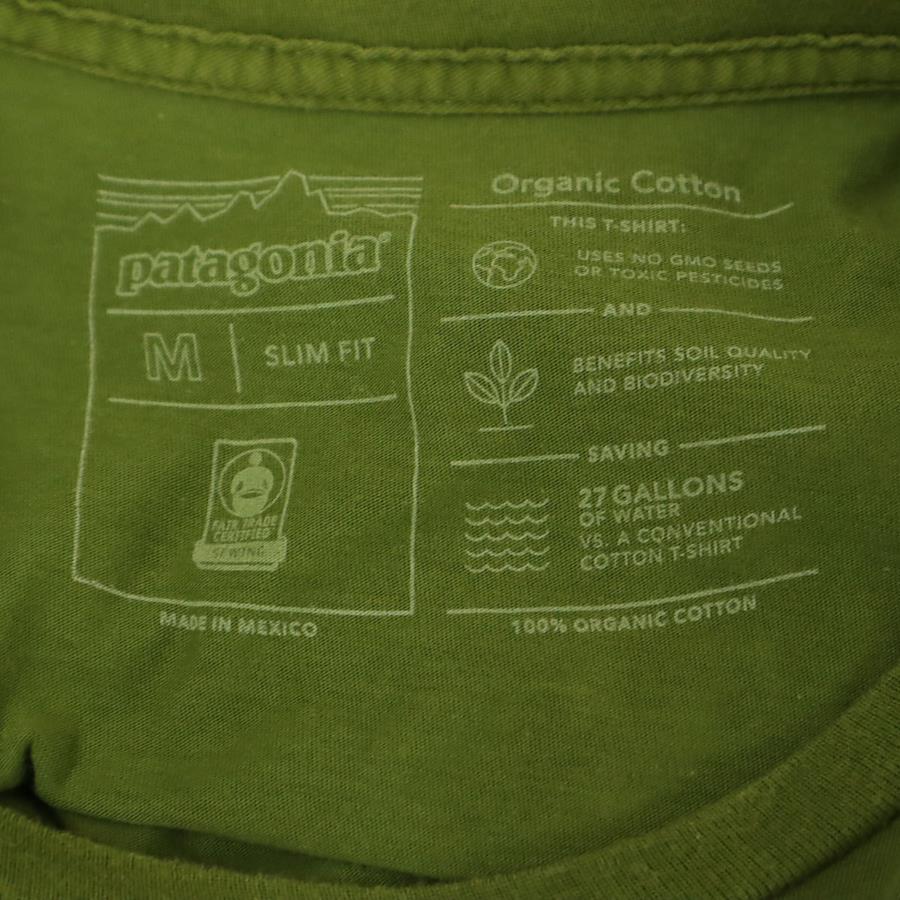 patagonia®
M
SLIM FIT
FAIR TRADE
CERTIFIED
SEWING
MADE IN MEXICO
Organic Cotton
THIS T-SHIRT:
USES NO GMO SEEDS
OR TOXIC PESTICIDES
AND
BENEFITS SOIL QUALITY
AND BIODIVERSITY
SAVING
27 GALLONS
OF WATER
VS. A CONVENTIONAL
COTTON T-SHIRT
100% ORGANIC COTTON